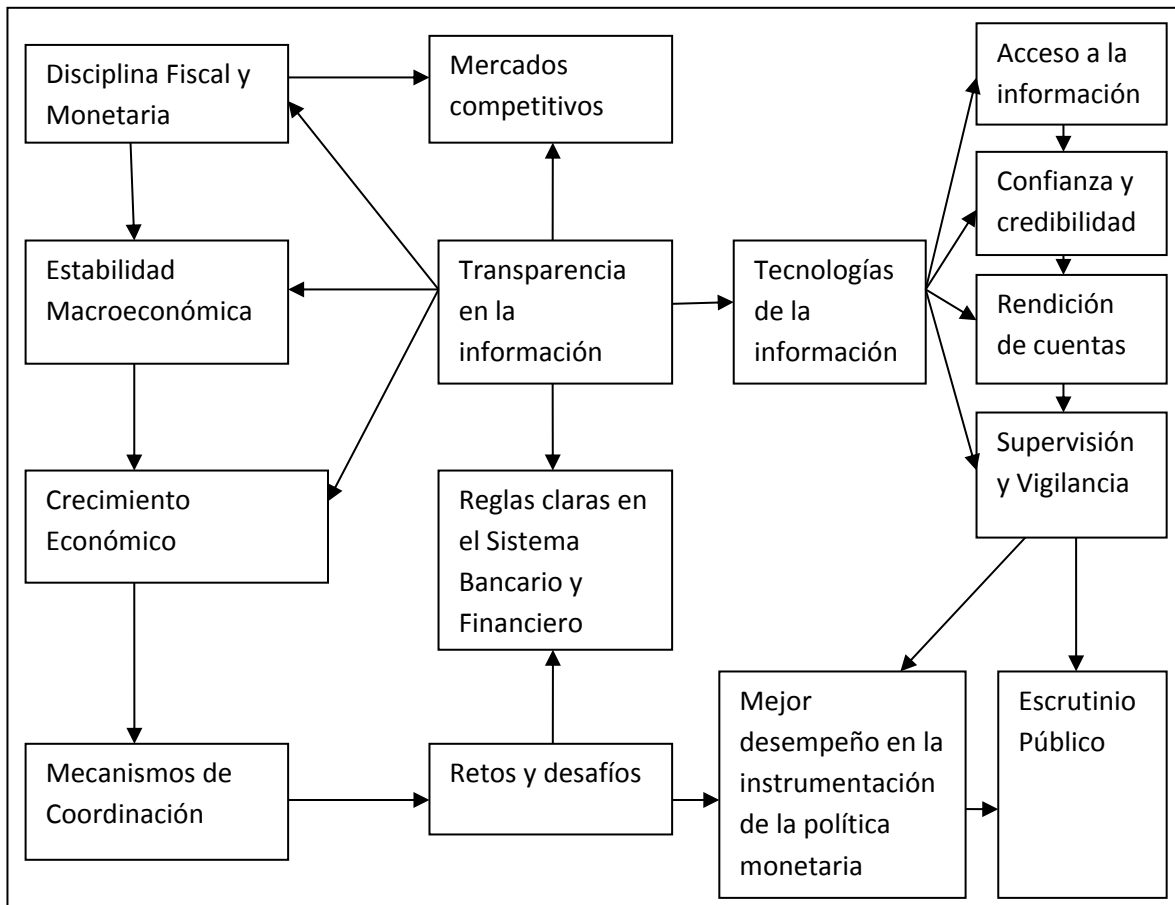 Disciplina Fiscal y
Monetaria
Mercados
competitivos
Acceso a la
información
Confianza y
credibilidad
Estabilidad
Macroeconómica
Transparencia
en la
información
Tecnologías
de la
información
Rendición
de cuentas
Supervisión
y Vigilancia
Crecimiento
Económico
Reglas claras en
el Sistema
Bancario y
Financiero
Mejor
desempeño en la
instrumentación
de la política
monetaria
Escrutinio
Público
Mecanismos de
Coordinación
Retos y desafíos